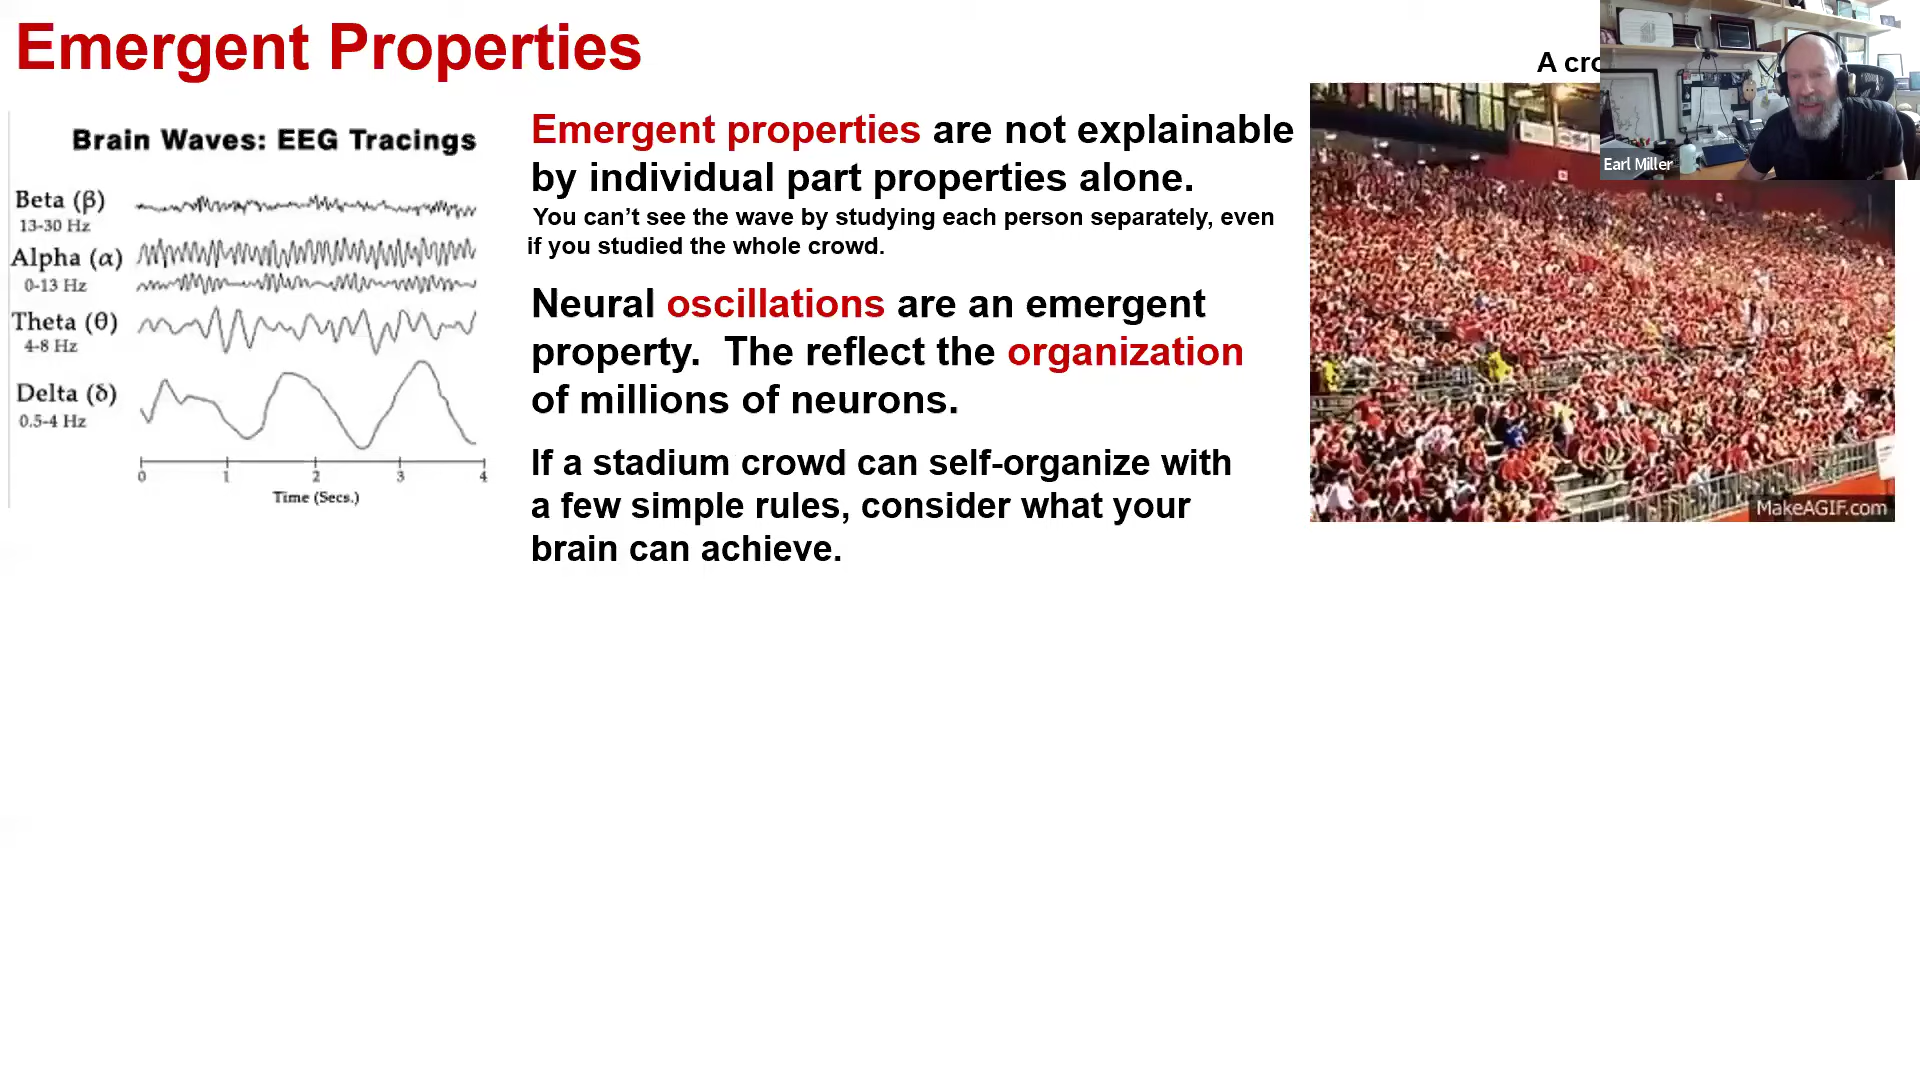 Emergent Properties
A cro
Earl Miller
Brain Waves: EEG Tracings
Beta (β)
13-30 Hz
Alpha (α)
0-13 Hz
Theta (θ)
4-8 Hz
Delta (δ)
0.5-4 Hz
0 1 2 3 4
Time (Secs.)
Emergent properties are not explainable
by individual part properties alone.
You can’t see the wave by studying each person separately, even
if you studied the whole crowd.
Neural oscillations are an emergent
property.  The reflect the organization
of millions of neurons.
If a stadium crowd can self-organize with
a few simple rules, consider what your
brain can achieve.
MakeAGIF.com